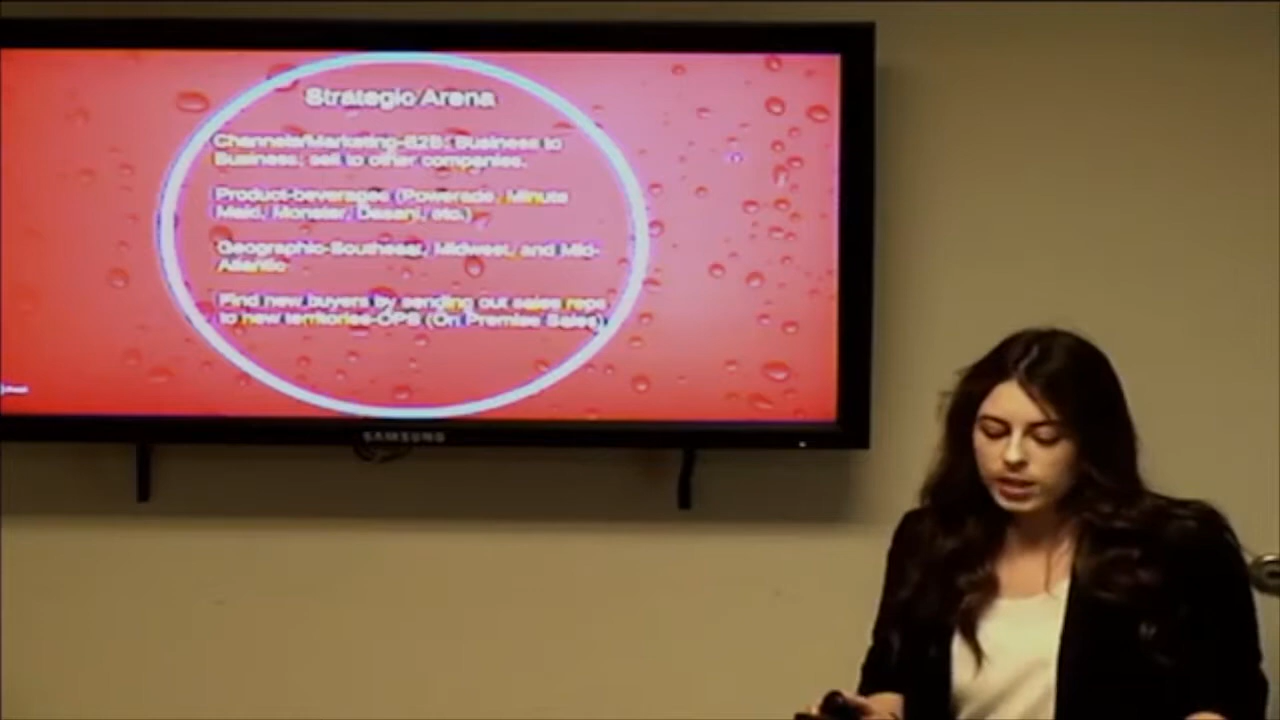 Strategic Arena
Channels/Marketing-B2B: Business to
Business, sell to other companies.
Product-beverages (Powerade, Minute
Maid, Monster, Dasani, etc.)
Geographic-Southeast, Midwest, and Mid-
Atlantic
Find new buyers by sending out sales reps
to new territories-OPS (On Premise Sales)
SAMSUNG